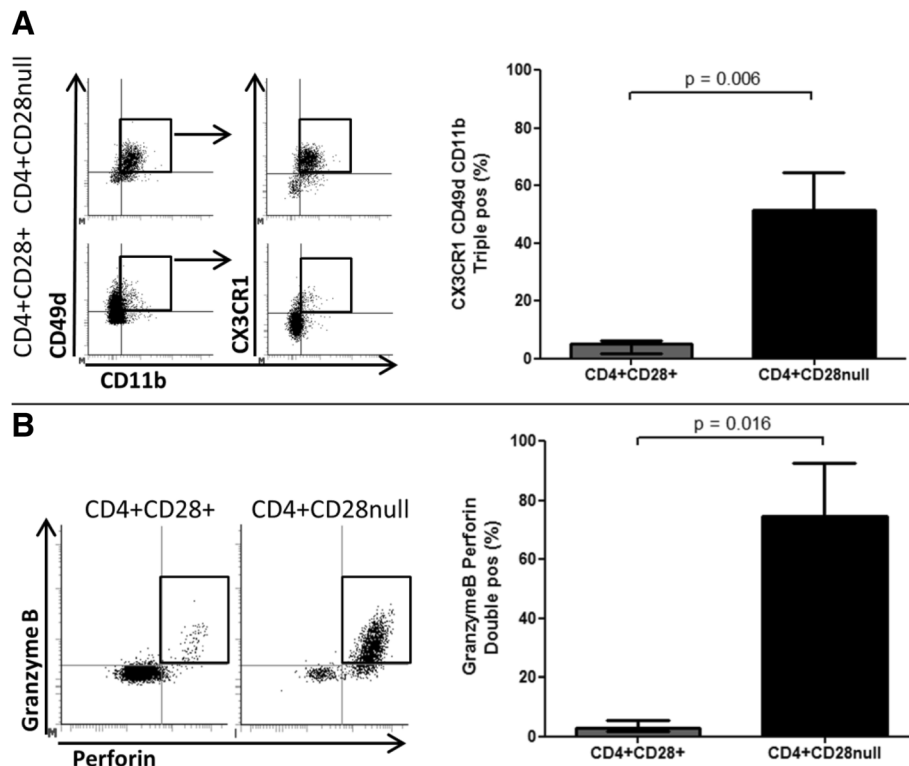 A
CD4+CD28null
CD4+CD28+
CD49d
CX3CR1
CD11b
M
M
M
M
CX3CR1 CD49d CD11b
Triple pos (%)
100
80
60
40
20
0
p = 0.006
CD4+CD28+
CD4+CD28null
B
CD4+CD28+
CD4+CD28null
Granzyme B
Perforin
M
GranzymeB Perforin
Double pos (%)
100
80
60
40
20
0
p = 0.016
CD4+CD28+
CD4+CD28null